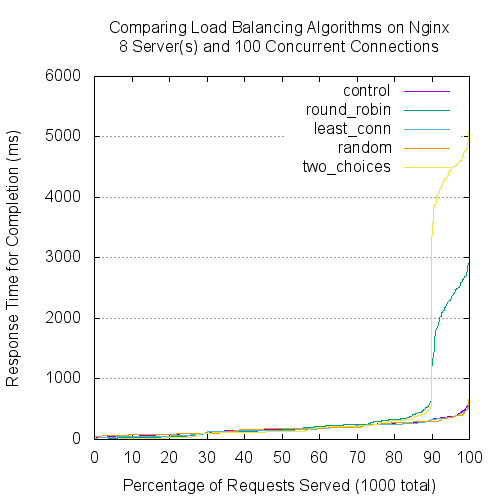 Comparing Load Balancing Algorithms on Nginx
8 Server(s) and 100 Concurrent Connections
6000
5000
4000
3000
2000
1000
0
Response Time for Completion (ms)
control
round_robin
least_conn
random
two_choices
0 10 20 30 40 50 60 70 80 90 100
Percentage of Requests Served (1000 total)